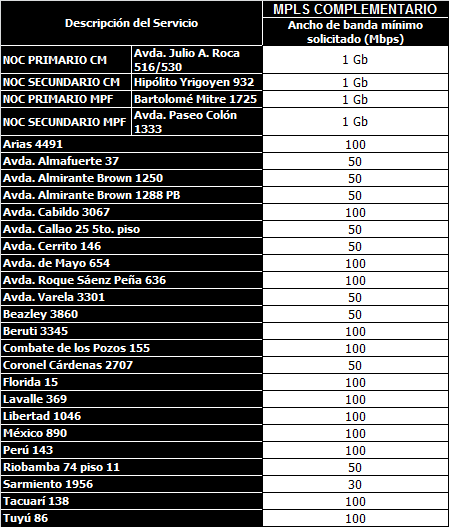 Descripción del Servicio
MPLS COMPLEMENTARIO
Ancho de banda mínimo
solicitado (Mbps)
NOC PRIMARIO CM Avda. Julio A. Roca 1 Gb
516/530
NOC SECUNDARIO CM Hipólito Yrigoyen 932 1 Gb
NOC PRIMARIO MPF Bartolomé Mitre 1725 1 Gb
NOC SECUNDARIO MPF Avda. Paseo Colón 1 Gb
1333
Arias 4491 100
Avda. Almafuerte 37 50
Avda. Almirante Brown 1250 50
Avda. Almirante Brown 1288 PB 50
Avda. Cabildo 3067 100
Avda. Callao 25 5to. piso 50
Avda. Cerrito 146 50
Avda. de Mayo 654 100
Avda. Roque Sáenz Peña 636 100
Avda. Varela 3301 50
Beazley 3860 50
Beruti 3345 100
Combate de los Pozos 155 100
Coronel Cárdenas 2707 50
Florida 15 100
Lavalle 369 100
Libertad 1046 100
México 890 100
Perú 143 100
Riobamba 74 piso 11 50
Sarmiento 1956 30
Tacuarí 138 100
Tuyú 86 100